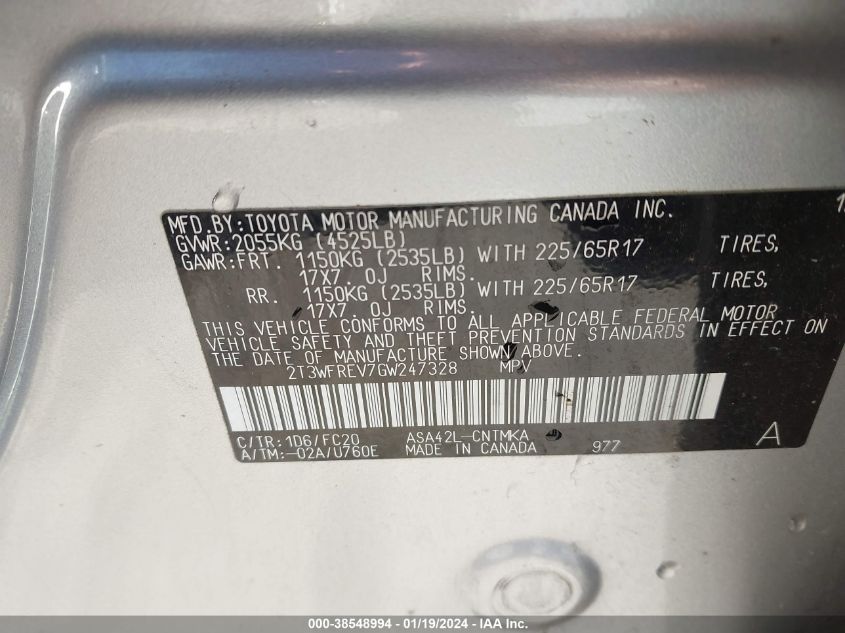 MFD.BY:TOYOTA MOTOR MANUFACTURING CANADA INC.
GVWR:2055KG (4525LB)
GAWR:FRT. 1150KG (2535LB) WITH 225/65R17 TIRES,
17X7.0J RIMS.
RR. 1150KG (2535LB) WITH 225/65R17 TIRES,
17X7.0J RIMS.
THIS VEHICLE CONFORMS TO ALL APPLICABLE FEDERAL MOTOR
VEHICLE SAFETY AND THEFT PREVENTION STANDARDS IN EFFECT ON
THE DATE OF MANUFACTURE SHOWN ABOVE.
2T3WFREV7GW247328 MPV
C/TR:1D6/FC20 ASA42L-CNTMKA
A/TM:-02A/U760E MADE IN CANADA 977 A
000-38548994 - 01/19/2024 - IAA Inc.